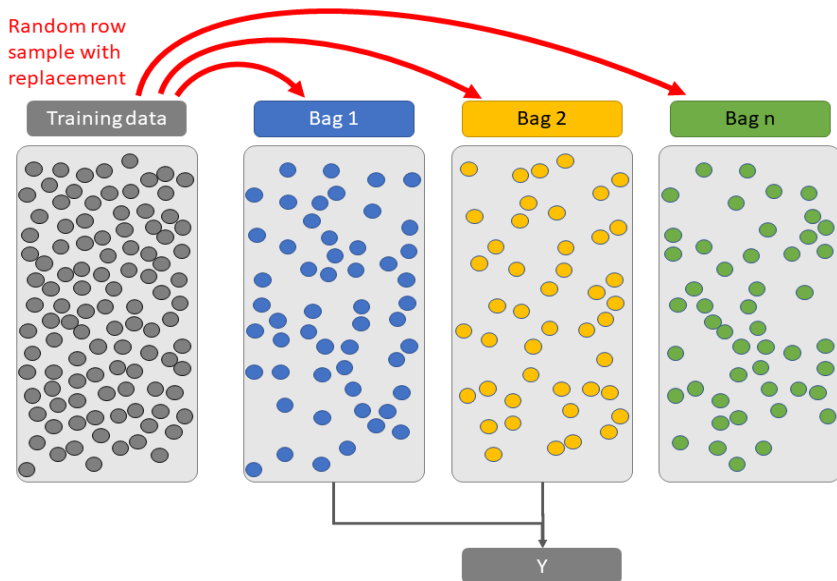 Random row
sample with
replacement
Training data
Bag 1
Bag 2
Bag n
Y